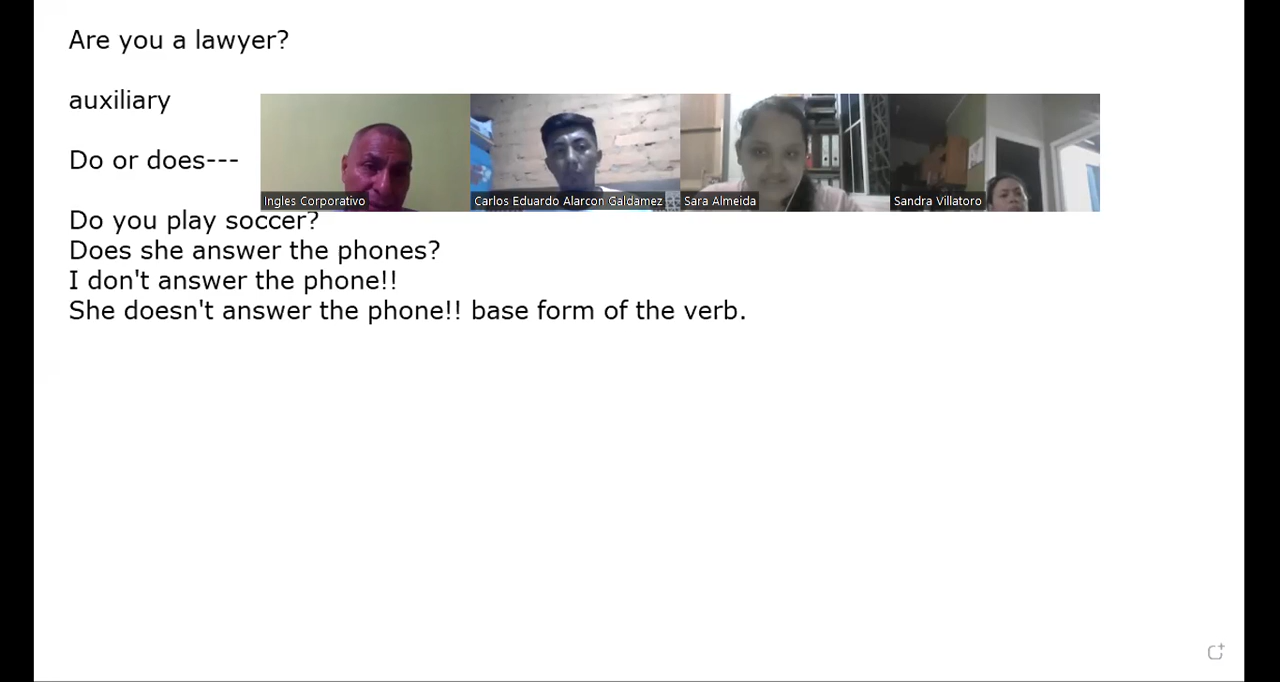 Are you a lawyer?
auxiliary
Do or does---
Ingles Corporativo
Carlos Eduardo Alarcon Galdamez
Sara Almeida
Sandra Villatoro
Do you play soccer?
Does she answer the phones?
I don't answer the phone!!
She doesn't answer the phone!! base form of the verb.